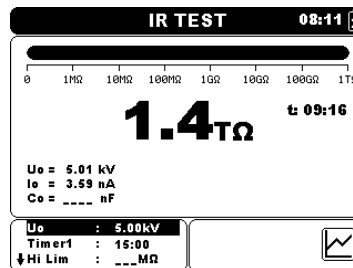 IR TEST 08:11
0 1MΩ 10MΩ 100MΩ 1GΩ 10GΩ 100GΩ 1T
1.4TΩ
t: 09:16
Uo = 5.01 kV
Io = 3.59 nA
Co = ____ nF
Uo : 5.00kV
Timer1 : 15:00
Hi Lim : ___MΩ